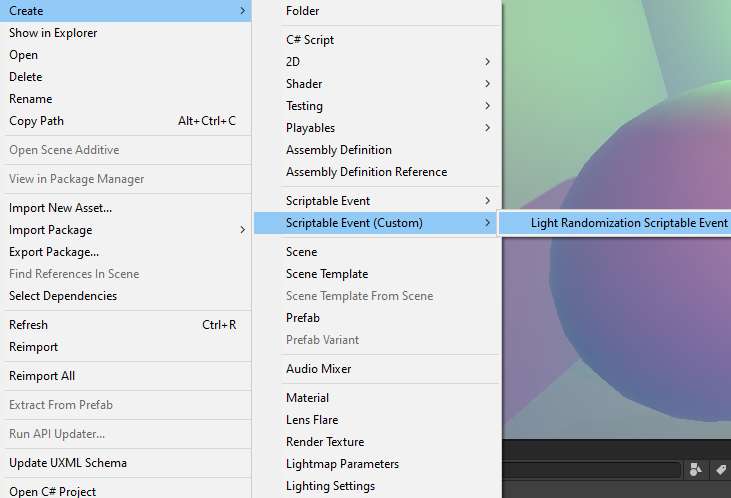 Create
Show in Explorer
Open
Delete
Rename
Copy Path Alt+Ctrl+C
Open Scene Additive
View in Package Manager
Import New Asset...
Import Package
Export Package...
Find References In Scene
Select Dependencies
Refresh Ctrl+R
Reimport
Reimport All
Extract From Prefab
Run API Updater...
Update UXML Schema
Open C# Project
Folder
C# Script
2D
Shader
Testing
Playables
Assembly Definition
Assembly Definition Reference
Scriptable Event
Scriptable Event (Custom)
Scene
Scene Template
Scene Template From Scene
Prefab
Prefab Variant
Audio Mixer
Material
Lens Flare
Render Texture
Lightmap Parameters
Lighting Settings
Light Randomization Scriptable Event